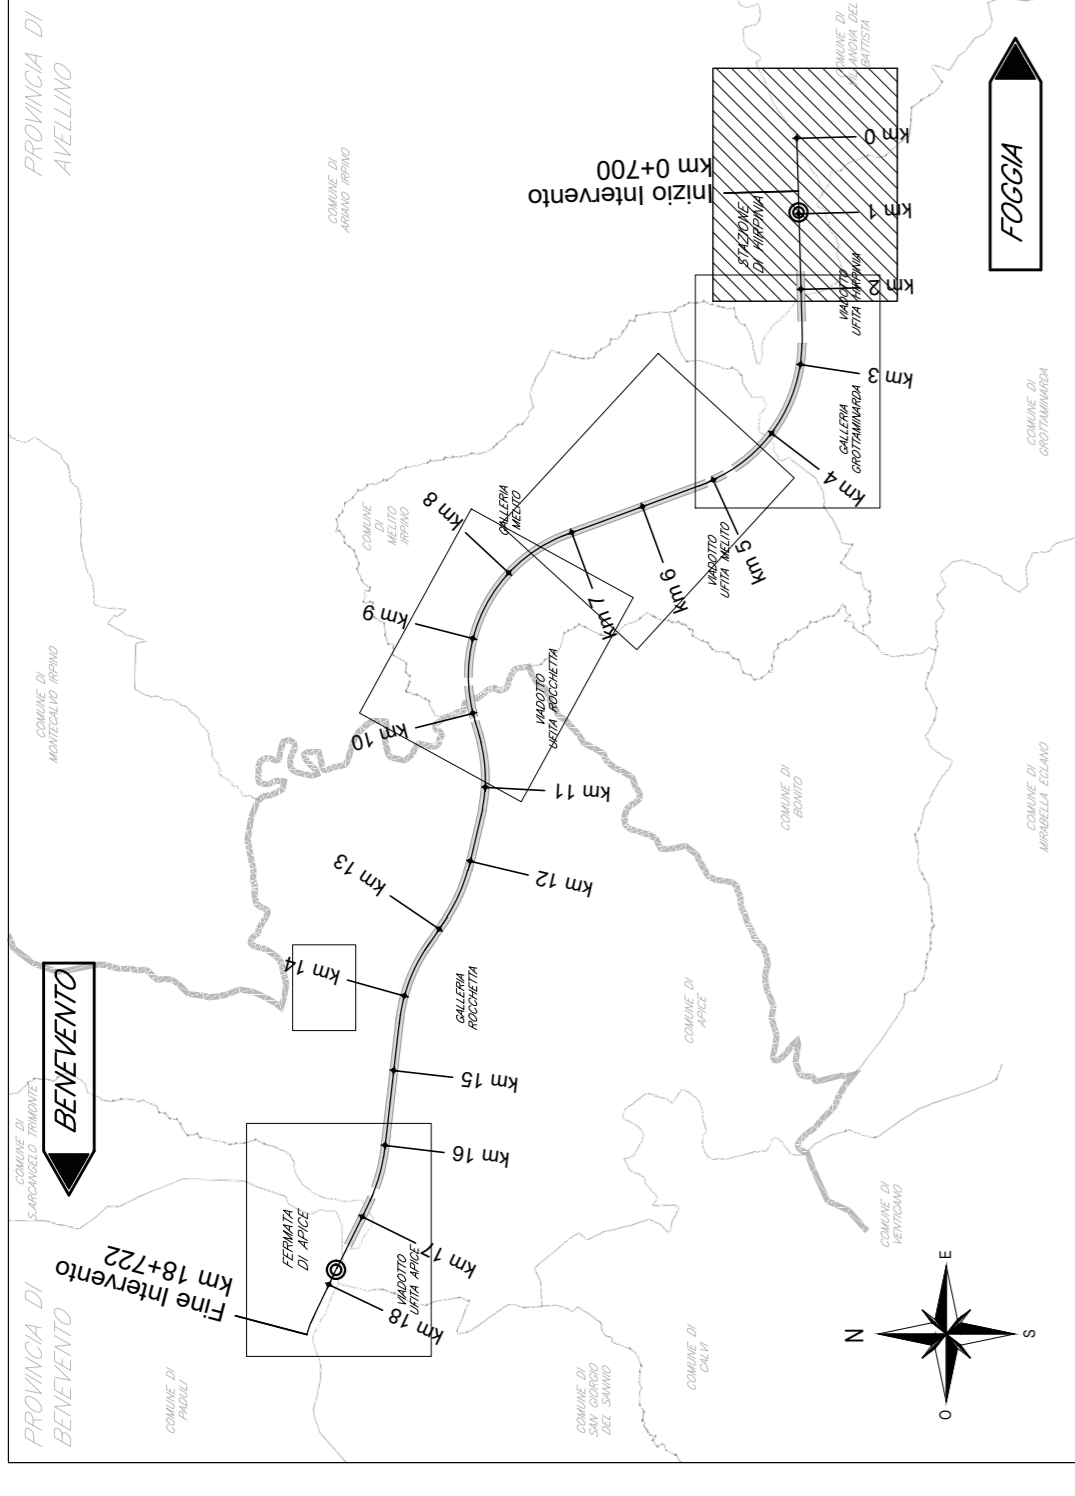 PROVINCIA DI
AVELLINO
COMUNE DI
ARIANO IRPINO
COMUNE DI
BATTISTA
FOGGIA
Inizio Intervento
km 0+700
STAZIONE
DI HIRPINIA
km 0
km 1
km 2
VIADOTTO
UFITA HIRPINIA
km 3
GALLERIA
GROTTAMINARDA
km 4
COMUNE DI
GROTTAMINARDA
km 5
VIADOTTO
UFITA MELITO
km 6
km 7
GALLERIA
MELITO
km 8
COMUNE
DI
MELITO
IRPINO
km 9
VIADOTTO
UFITA ROCCHETTA
km 10
km 11
COMUNE DI
MONTECALVO IRPINO
COMUNE DI
BONITO
COMUNE DI
MIRABELLA ECLANO
km 12
km 13
km 14
GALLERIA
ROCCHETTA
COMUNE DI
APICE
km 15
km 16
km 17
BENEVENTO
COMUNE DI
S.ARCANGELO TRIMONTE
FERMATA
DI APICE
VIADOTTO
UFITA APICE
km 18
Fine Intervento
km 18+722
PROVINCIA DI
BENEVENTO
COMUNE DI
PADULI
COMUNE DI
SAN GIORGIO
DEL SANNIO
COMUNE DI
CALVI
COMUNE DI
VENTICANO
N
E
S
O